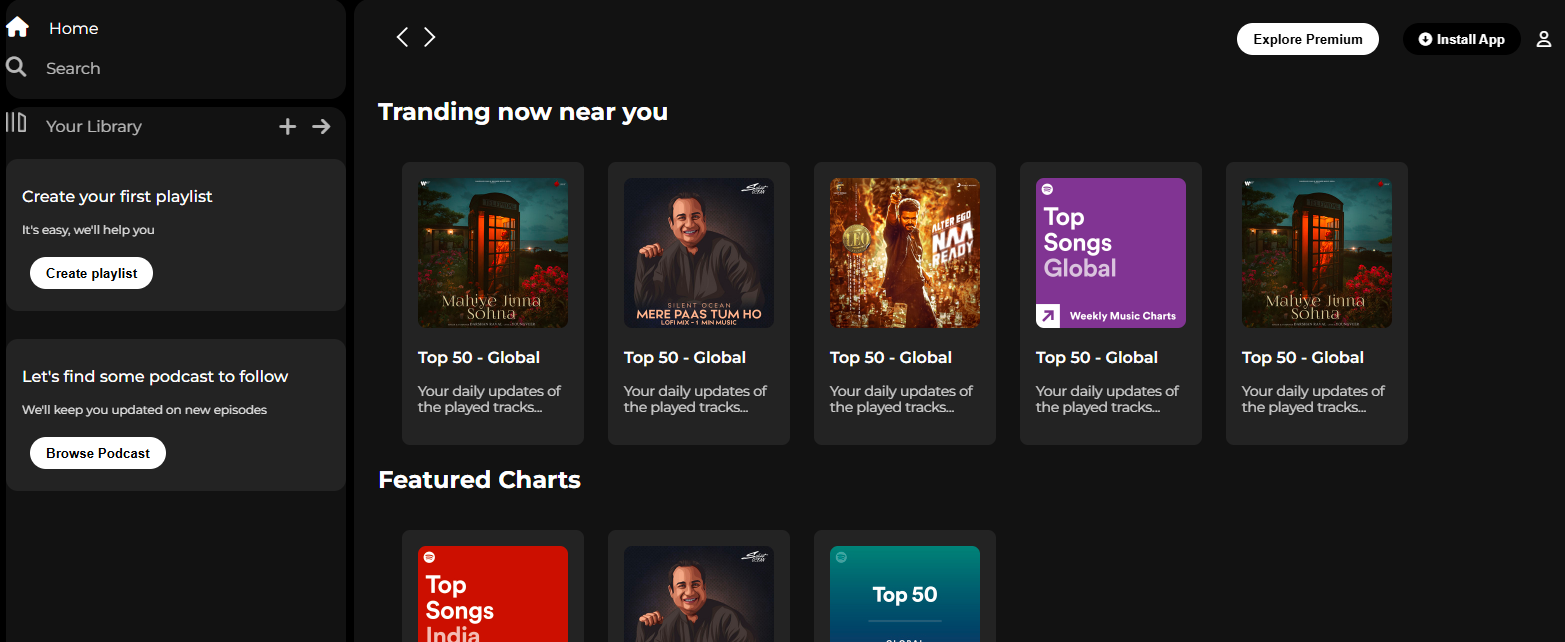 Home
Search
Your Library
Create your first playlist
It's easy, we'll help you
Create playlist
Let's find some podcast to follow
We'll keep you updated on new episodes
Browse Podcast
Explore Premium
Install App
Tranding now near you
Mahiye Jinna
Sohna
Top 50 - Global
Your daily updates of
the played tracks...
SILENT OCEAN
MERE PAAS TUM HO
LOFI MIX - 1 MIN MUSIC
Top 50 - Global
Your daily updates of
the played tracks...
LEO
ALTER EGO
NAA
READY
Top 50 - Global
Your daily updates of
the played tracks...
Top
Songs
Global
Weekly Music Charts
Top 50 - Global
Your daily updates of
the played tracks...
Mahiye Jinna
Sohna
Top 50 - Global
Your daily updates of
the played tracks...
Featured Charts
Top
Songs
India
Top 50
GLOBAL